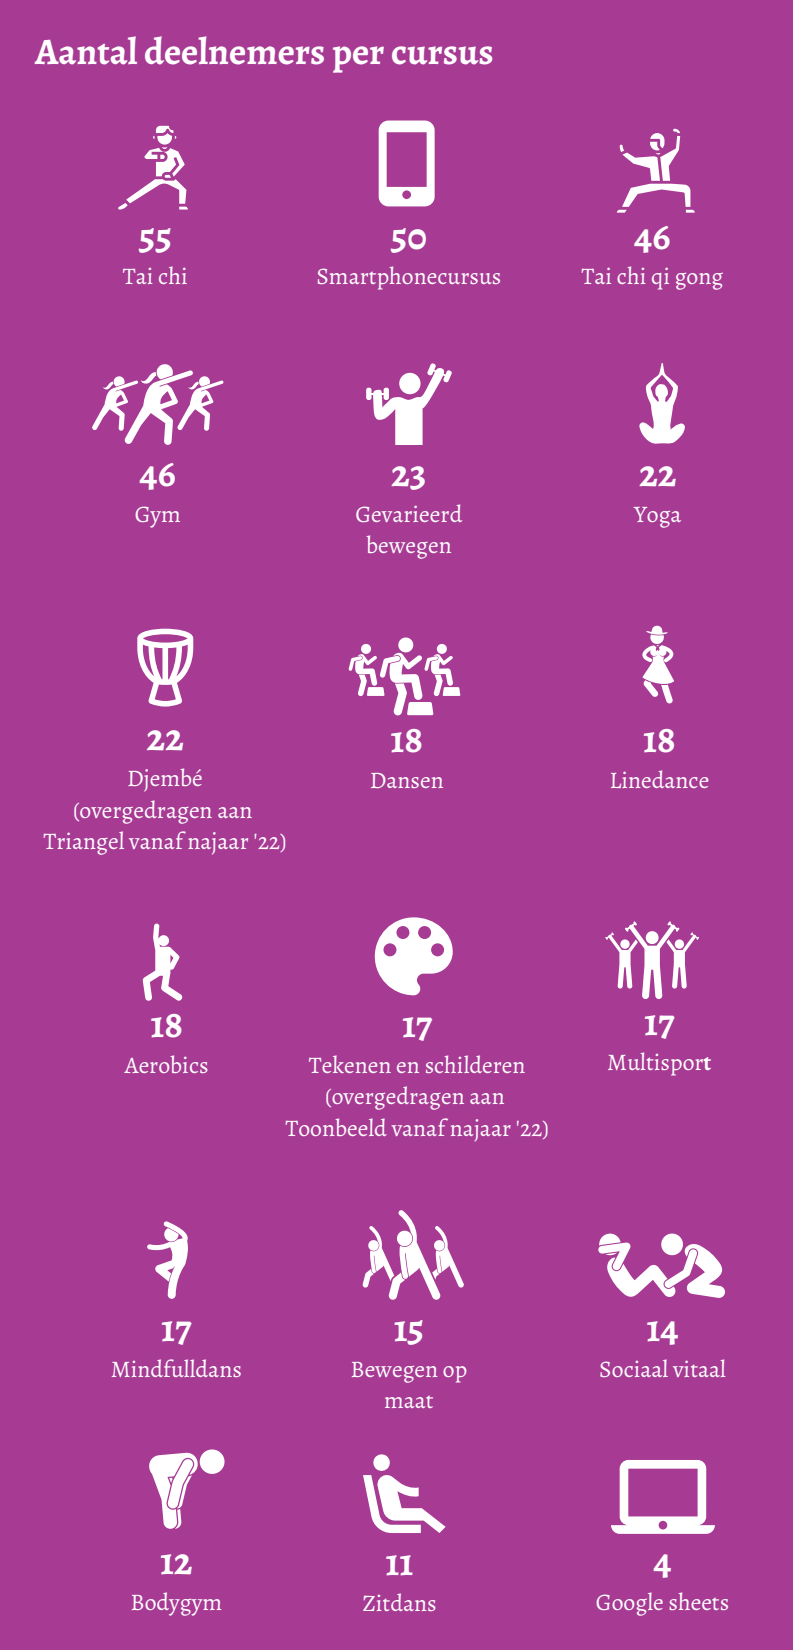 Aantal deelnemers per cursus
55
Tai chi
50
Smartphonecursus
46
Tai chi qi gong
46
Gym
23
Gevarieerd
bewegen
22
Yoga
22
Djembé
(overgedragen aan
Triangel vanaf najaar '22)
18
Dansen
18
Linedance
18
Aerobics
17
Tekenen en schilderen
(overgedragen aan
Toonbeeld vanaf najaar '22)
17
Multisport
17
Mindfulldans
15
Bewegen op
maat
14
Sociaal vitaal
12
Bodygym
11
Zitdans
4
Google sheets